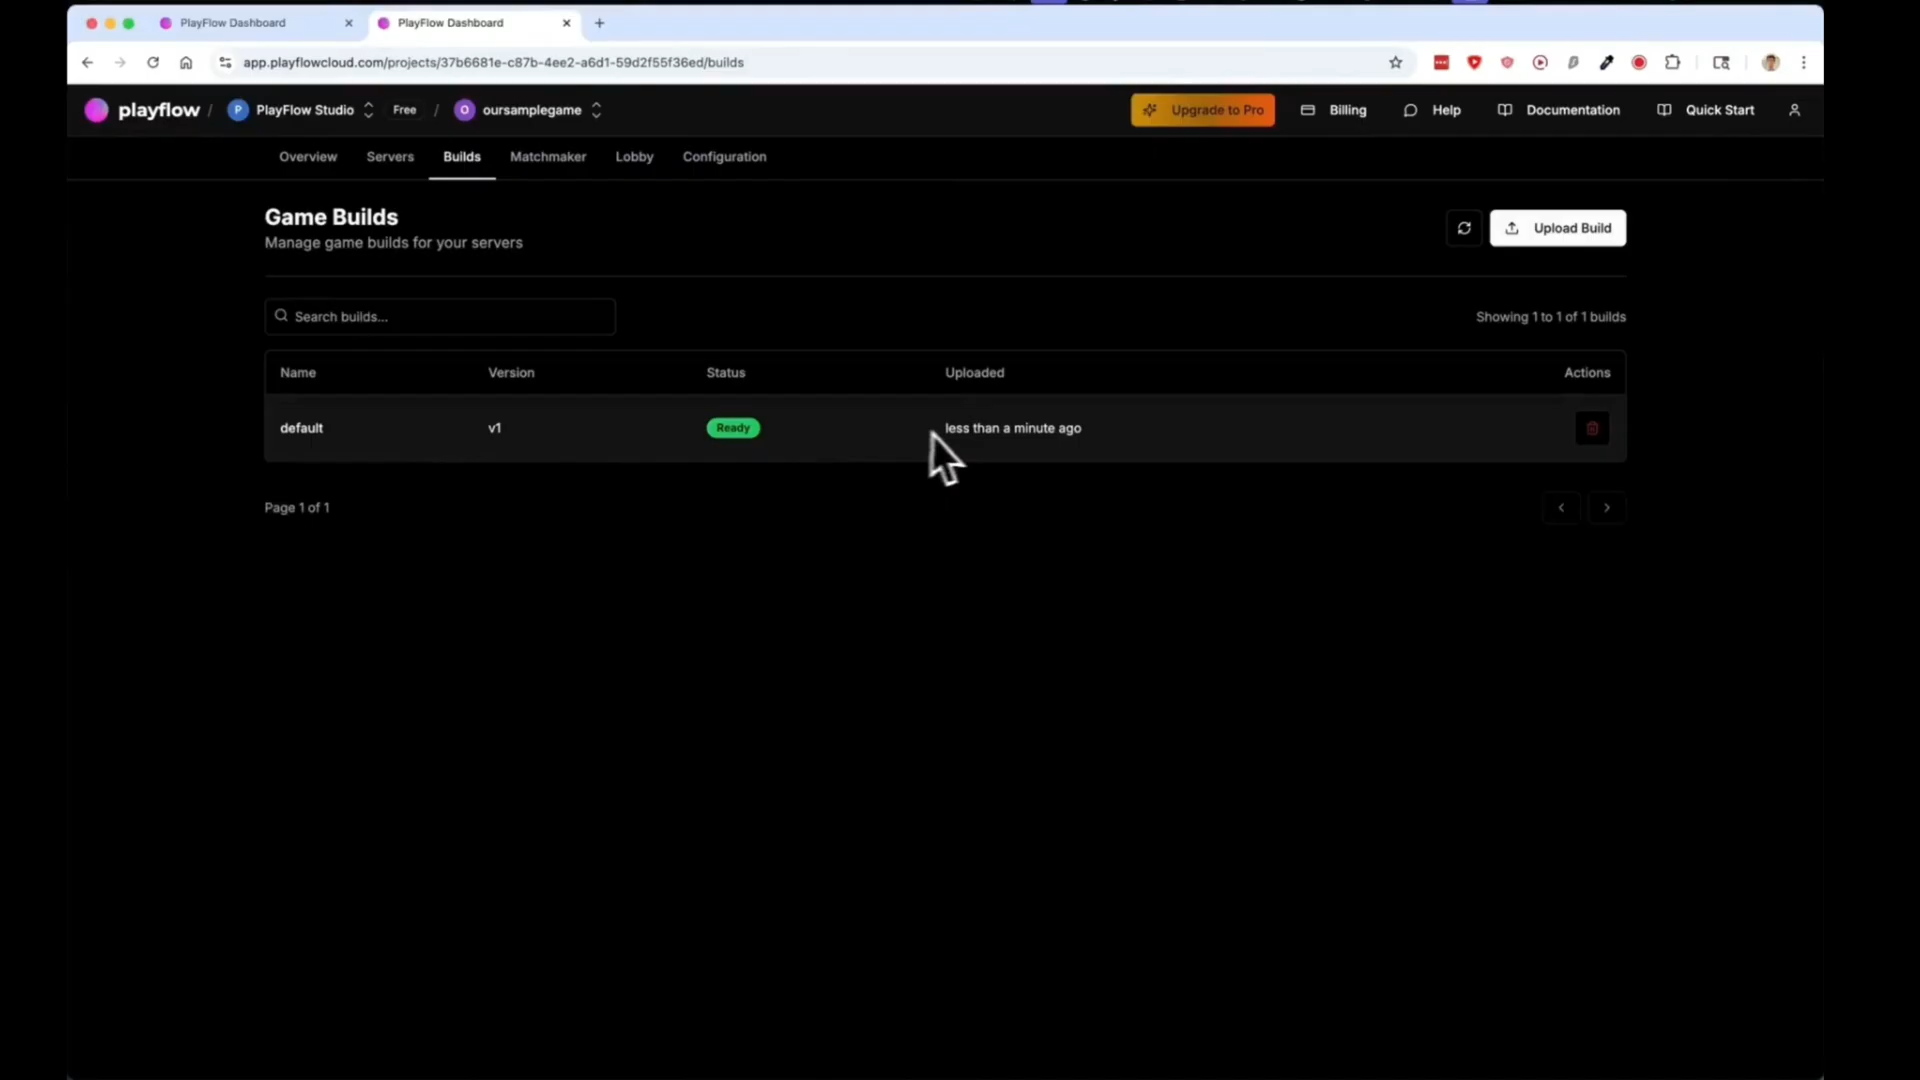 PlayFlow Dashboard
PlayFlow Dashboard
app.playflowcloud.com/projects/37b6681e-c87b-4ee2-a6d1-59d2f55f36ed/builds
playflow / P PlayFlow Studio Free / O oursamplegame Upgrade to Pro Billing Help Documentation Quick Start
Overview Servers Builds Matchmaker Lobby Configuration
Game Builds
Manage game builds for your servers
Upload Build
Search builds...
Showing 1 to 1 of 1 builds
Name Version Status Uploaded Actions
default v1 Ready less than a minute ago
Page 1 of 1